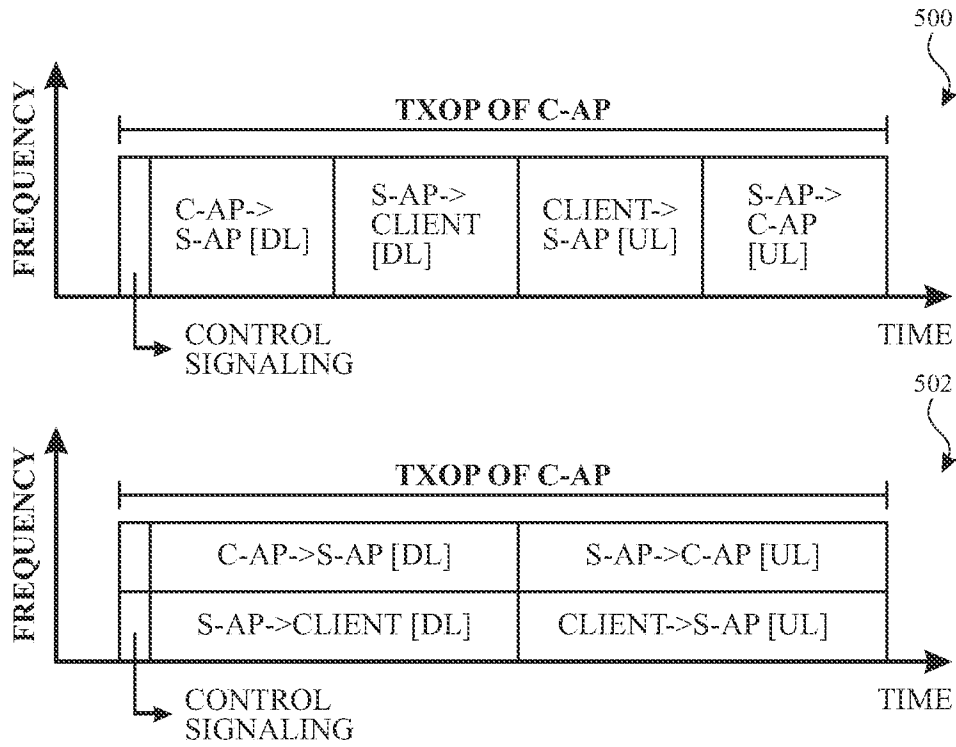 500
FREQUENCY
TXOP OF C-AP
C-AP->
S-AP [DL]
S-AP->
CLIENT
[DL]
CLIENT->
S-AP [UL]
S-AP->
C-AP
[UL]
CONTROL
SIGNALING
TIME
502
FREQUENCY
TXOP OF C-AP
C-AP->S-AP [DL]
S-AP->C-AP [UL]
S-AP->CLIENT [DL]
CLIENT->S-AP [UL]
CONTROL
SIGNALING
TIME